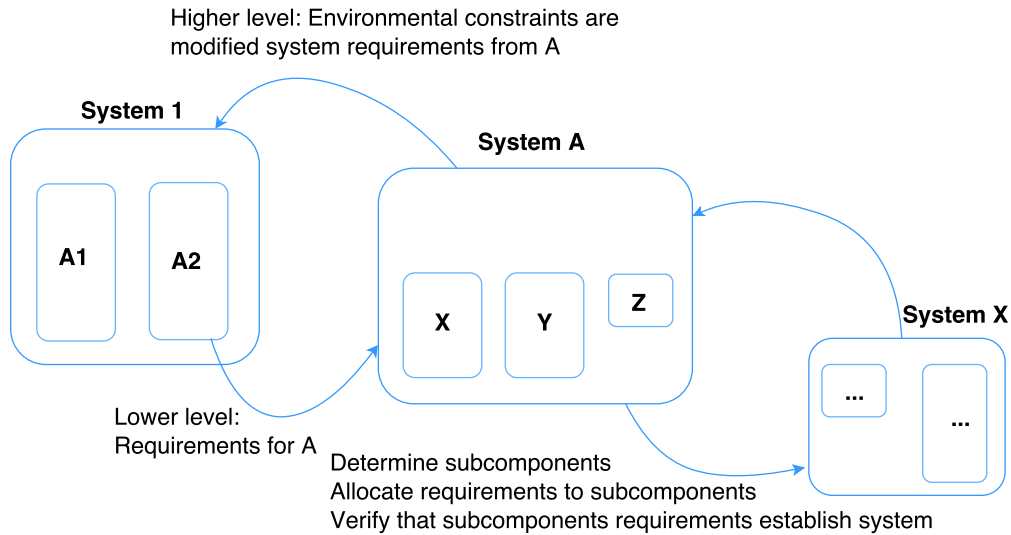 Higher level: Environmental constraints are
modified system requirements from A
System 1
System A
A1
A2
X
Y
Z
System X
...
...
Lower level:
Requirements for A
Determine subcomponents
Allocate requirements to subcomponents
Verify that subcomponents requirements establish system